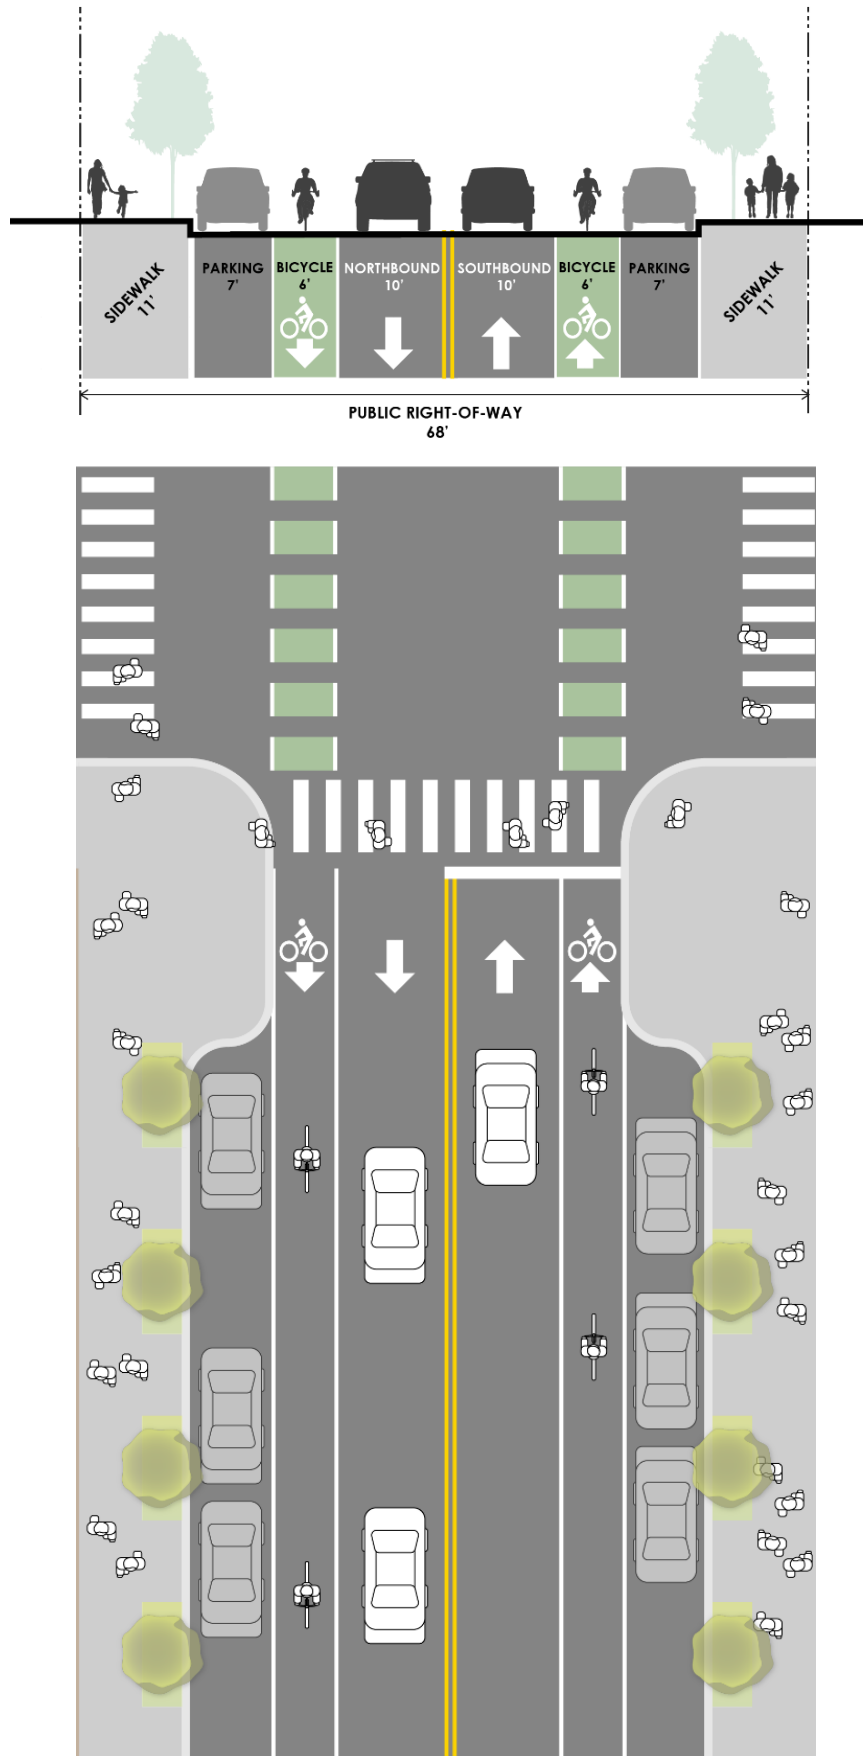 SIDEWALK
11'
PARKING
7'
BICYCLE
6'
NORTHBOUND
10'
SOUTHBOUND
10'
BICYCLE
6'
PARKING
7'
SIDEWALK
11'
PUBLIC RIGHT-OF-WAY
68'